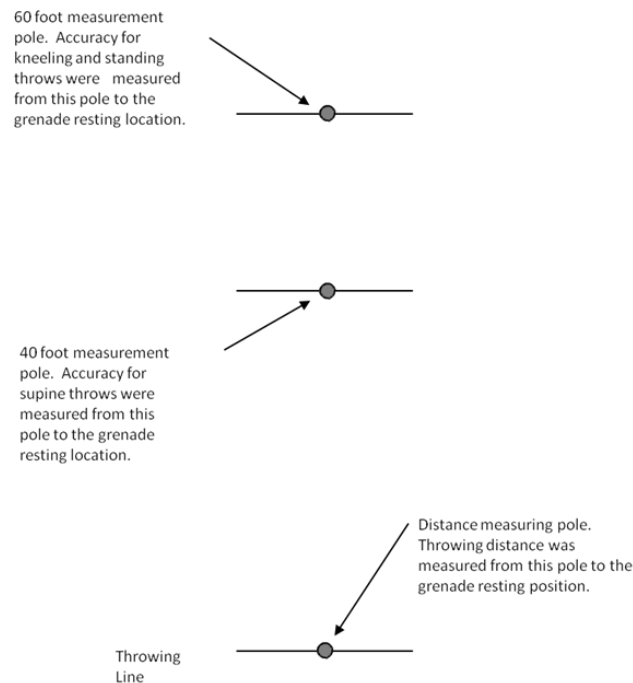 60 foot measurement
pole. Accuracy for
kneeling and standing
throws were measured
from this pole to the
grenade resting location.
40 foot measurement
pole. Accuracy for
supine throws were
measured from this
pole to the grenade
resting location.
Distance measuring pole.
Throwing distance was
measured from this pole to the
grenade resting position.
Throwing
Line